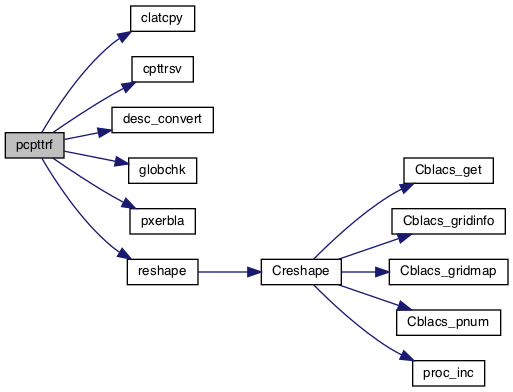 clatcpy
cpttrsv
desc_convert
pcpttrf
globchk
pxerbla
reshape
Creshape
Cblacs_get
Cblacs_gridinfo
Cblacs_gridmap
Cblacs_pnum
proc_inc